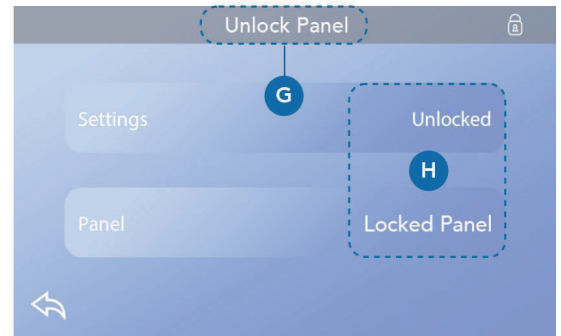 Unlock Panel
G
Settings Unlocked
H
Panel Locked Panel